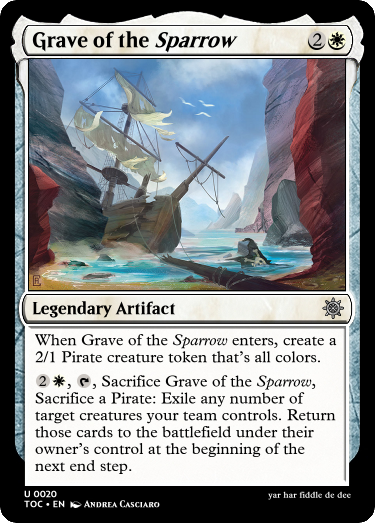 Grave of the Sparrow 2
Legendary Artifact
When Grave of the Sparrow enters, create a
2/1 Pirate creature token that's all colors.
2 , , Sacrifice Grave of the Sparrow,
Sacrifice a Pirate: Exile any number of
target creatures your team controls. Return
those cards to the battlefield under their
owner's control at the beginning of the
next end step.
U 0020
TOC • EN Andrea Casciaro
yar har fiddle de dee